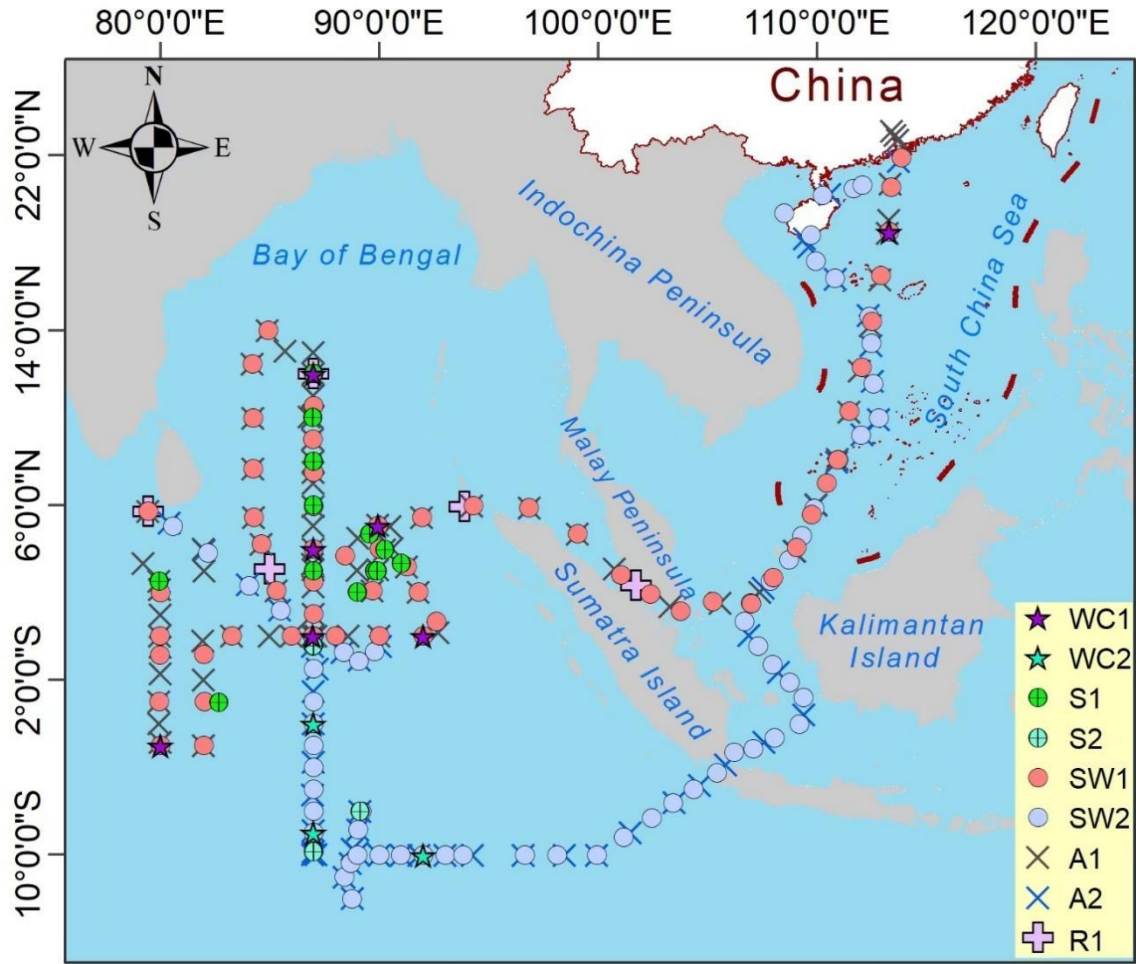 80°0'0"E 90°0'0"E 100°0'0"E 110°0'0"E 120°0'0"E
China
N
W E
S
22°0'0"N
14°0'0"N
6°0'0"N
2°0'0"S
10°0'0"S
Bay of Bengal
Indochina Peninsula
South China Sea
Malay Peninsula
Sumatra Island
Kalimantan
Island
WC1
WC2
S1
S2
SW1
SW2
A1
A2
R1